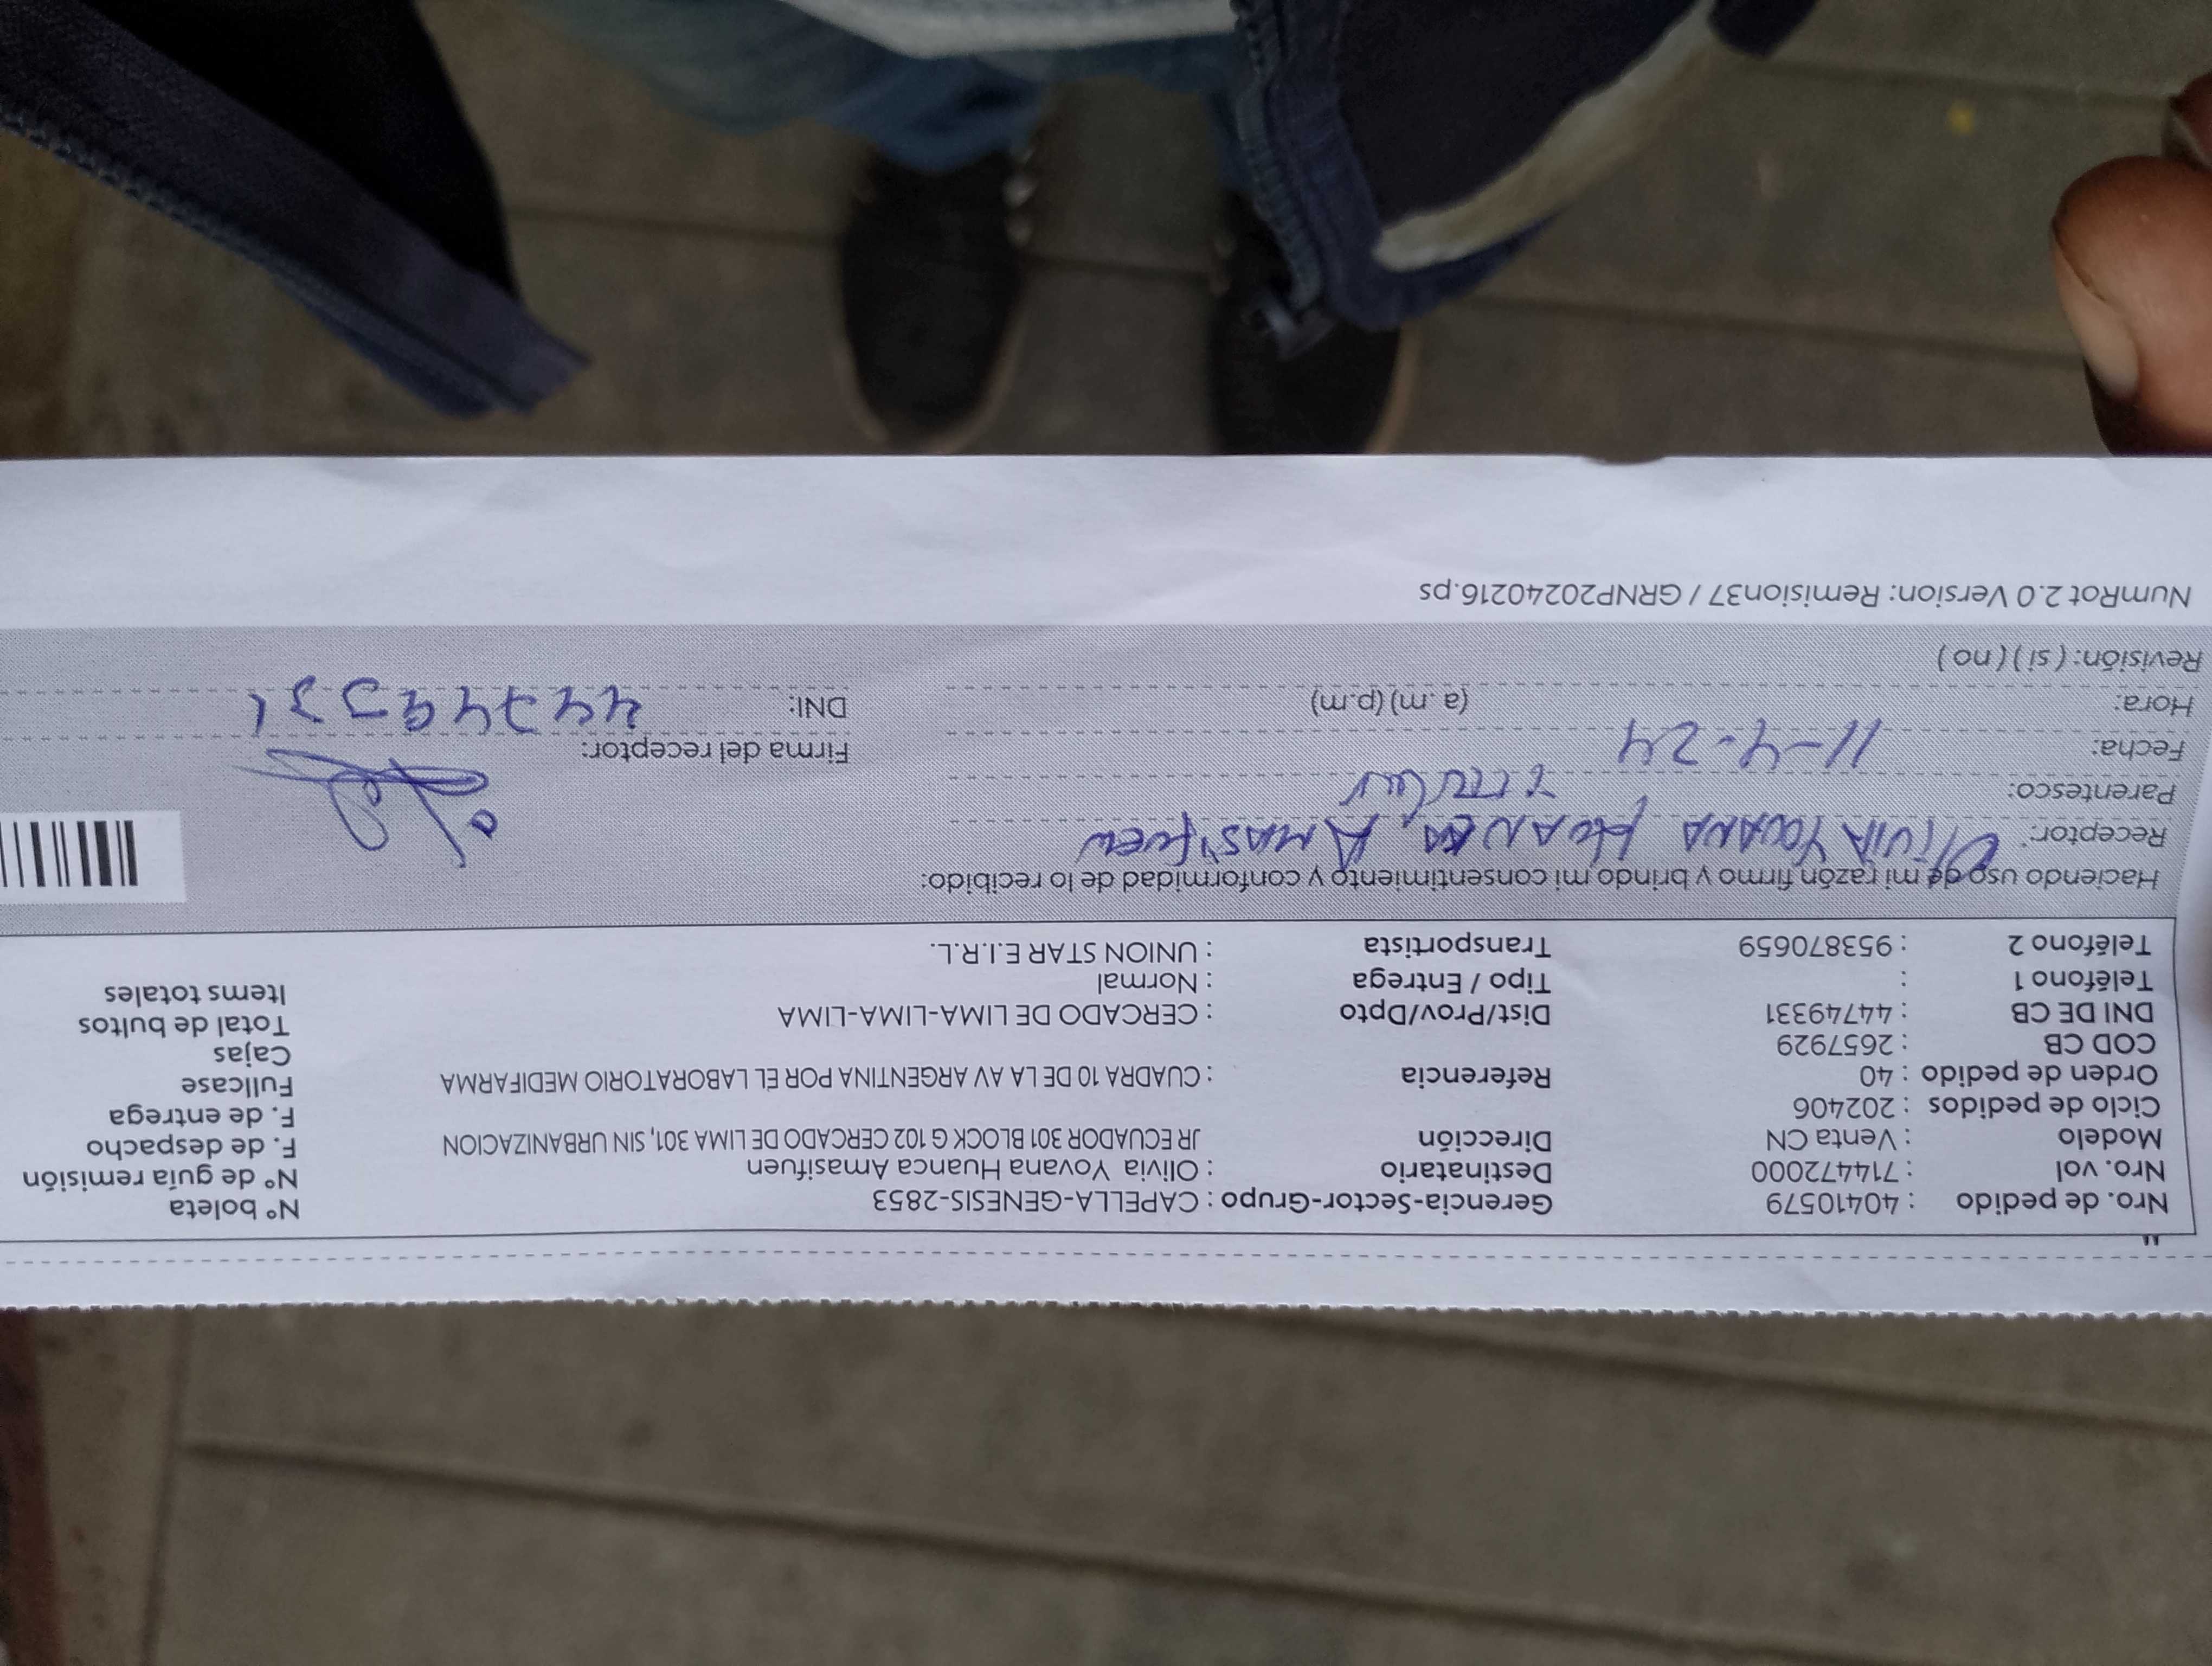 Nro. de pedido : 40410579 Gerencia-Sector-Grupo : CAPELLA-GENESIS-2853 N° boleta
Nro. vol : 714472000 Destinatario : Olivia Yovana Huanca Amasifuen N° de guía remisión
Modelo : Venta CN Dirección JR ECUADOR 301 BLOCK G 102 CERCADO DE LIMA 301, SIN URBANIZACION F. de despacho
Ciclo de pedidos : 202406 F. de entrega
Orden de pedido : 40 Referencia : CUADRA 10 DE LA AV ARGENTINA POR EL LABORATORIO MEDIFARMA Fullcase
COD CB : 2657929 Cajas
DNI DE CB : 44749331 Dist/Prov/Dpto : CERCADO DE LIMA-LIMA-LIMA Total de bultos
Teléfono 1 : Tipo / Entrega : Normal Items totales
Teléfono 2 : 953870659 Transportista : UNION STAR E.I.R.L.
Haciendo uso de mi razón firmo y brindo mi consentimiento y conformidad de lo recibido:
Receptor: Olivia Yovana Huanca Amasifuen
Parentesco: titular
Fecha: 11-4-24 Firma del receptor:
Hora: (a.m) (p.m) DNI: 44749331
Revisión: ( si ) ( no )
NumRot 2.0 Version: Remision37 / GRNP20240216.ps